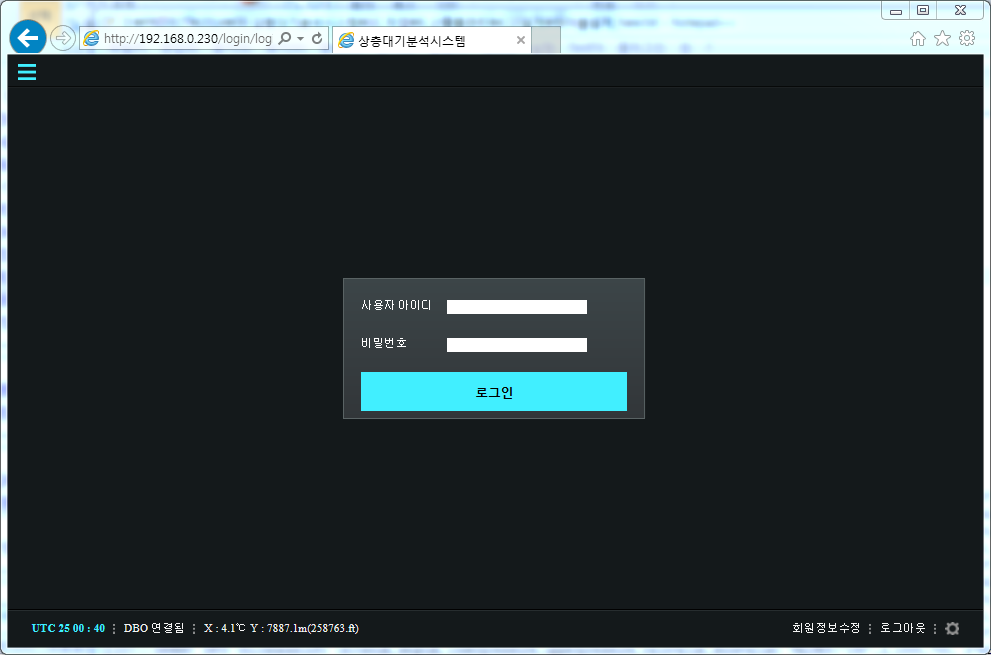 http://192.168.0.230/login/log
상층대기분석시스템
사용자 아이디
비밀번호
로그인
UTC 25 00 : 40 ⋮ DBO 연결됨 ⋮ X : 4.1℃ Y : 7887.1m(258763.ft)
회원정보수정 ⋮ 로그아웃 ⋮